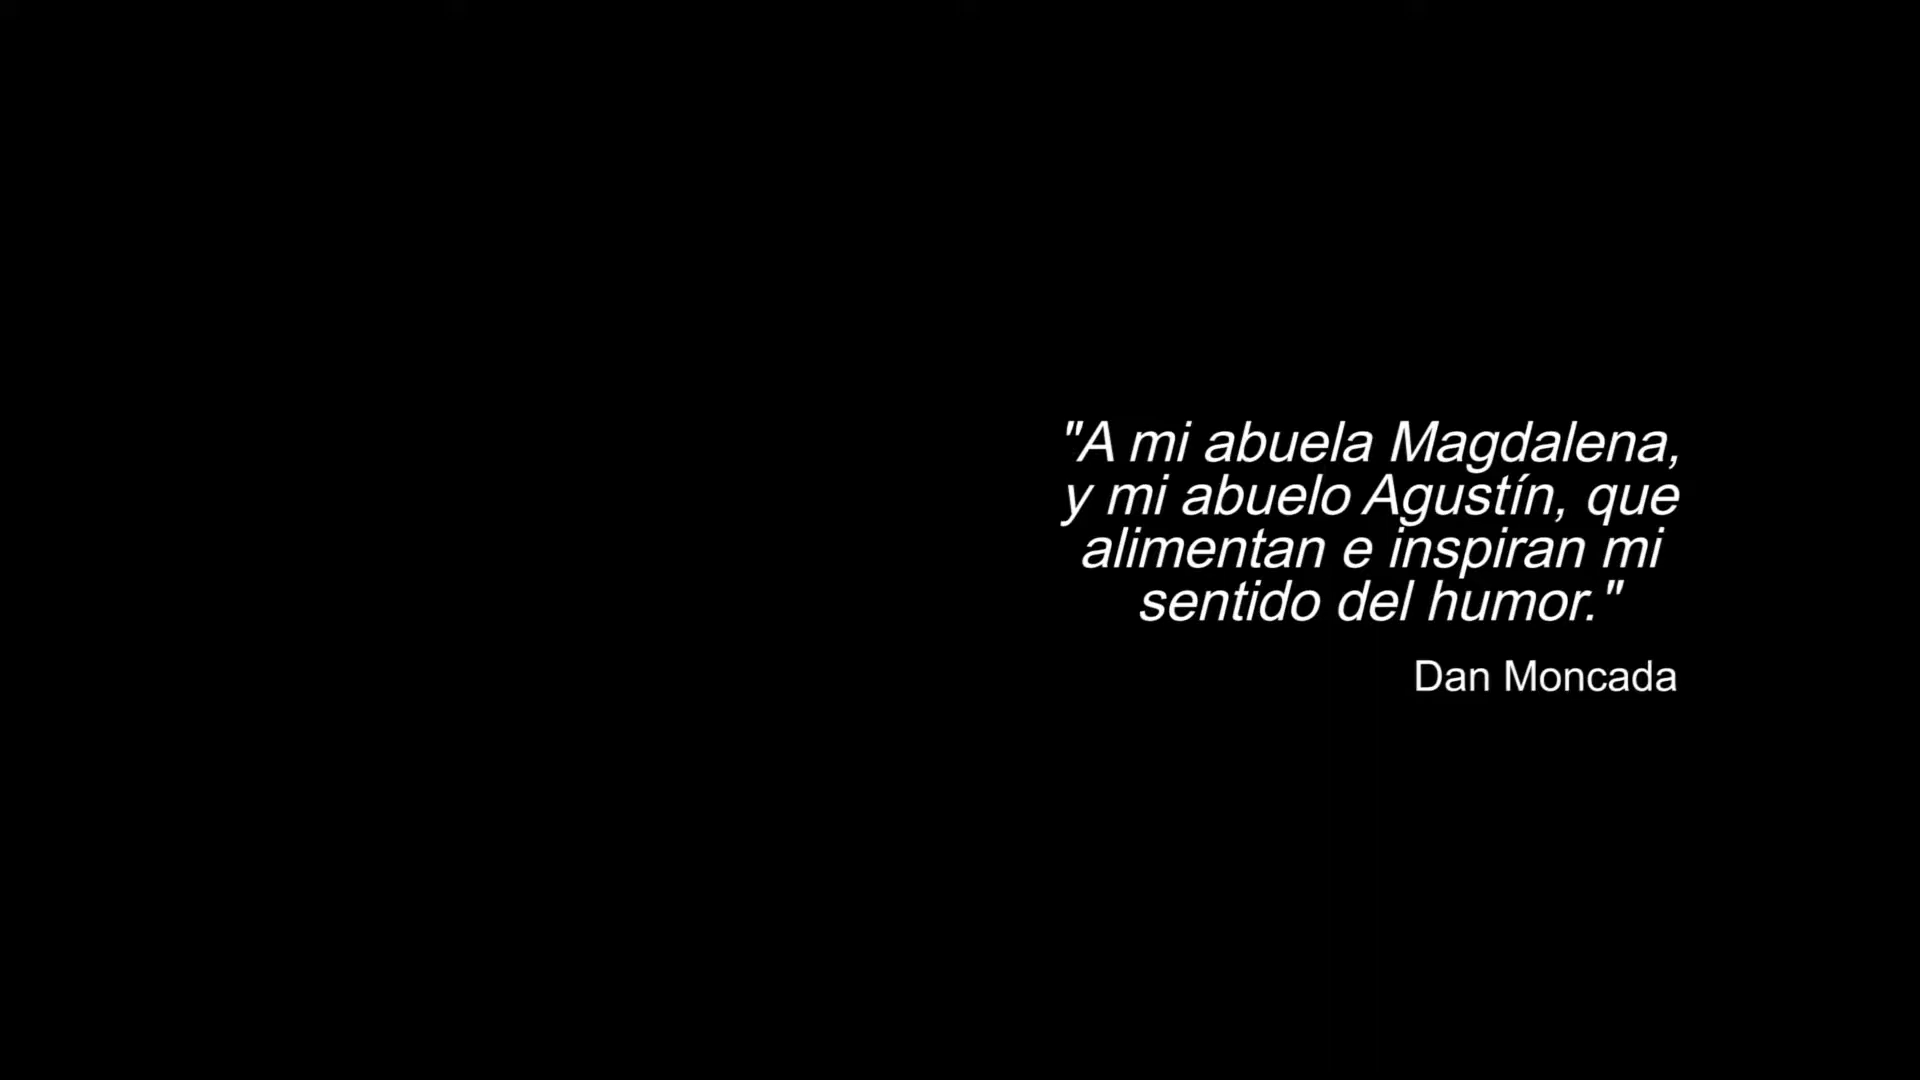 "A mi abuela Magdalena,
y mi abuelo Agustín, que
alimentan e inspiran mi
sentido del humor."
Dan Moncada